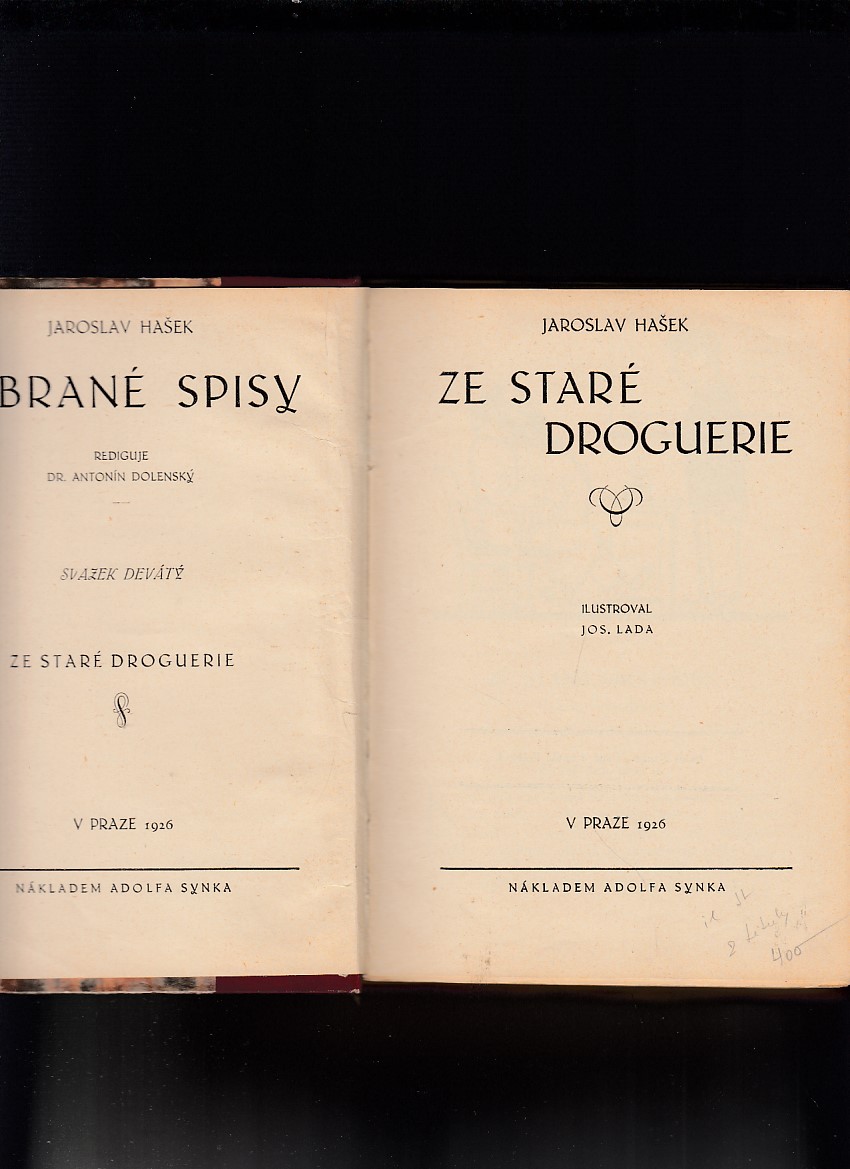 JAROSLAV HAŠEK
BRANÉ SPISY
REDIGUJE
DR. ANTONÍN DOLENSKÝ
SVAZEK DEVÁTÝ
ZE STARÉ DROGUERIE
V PRAZE 1926
NÁKLADEM ADOLFA SYNKA
JAROSLAV HAŠEK
ZE STARÉ
DROGUERIE
ILUSTROVAL
JOS. LADA
V PRAZE 1926
NÁKLADEM ADOLFA SYNKA
400